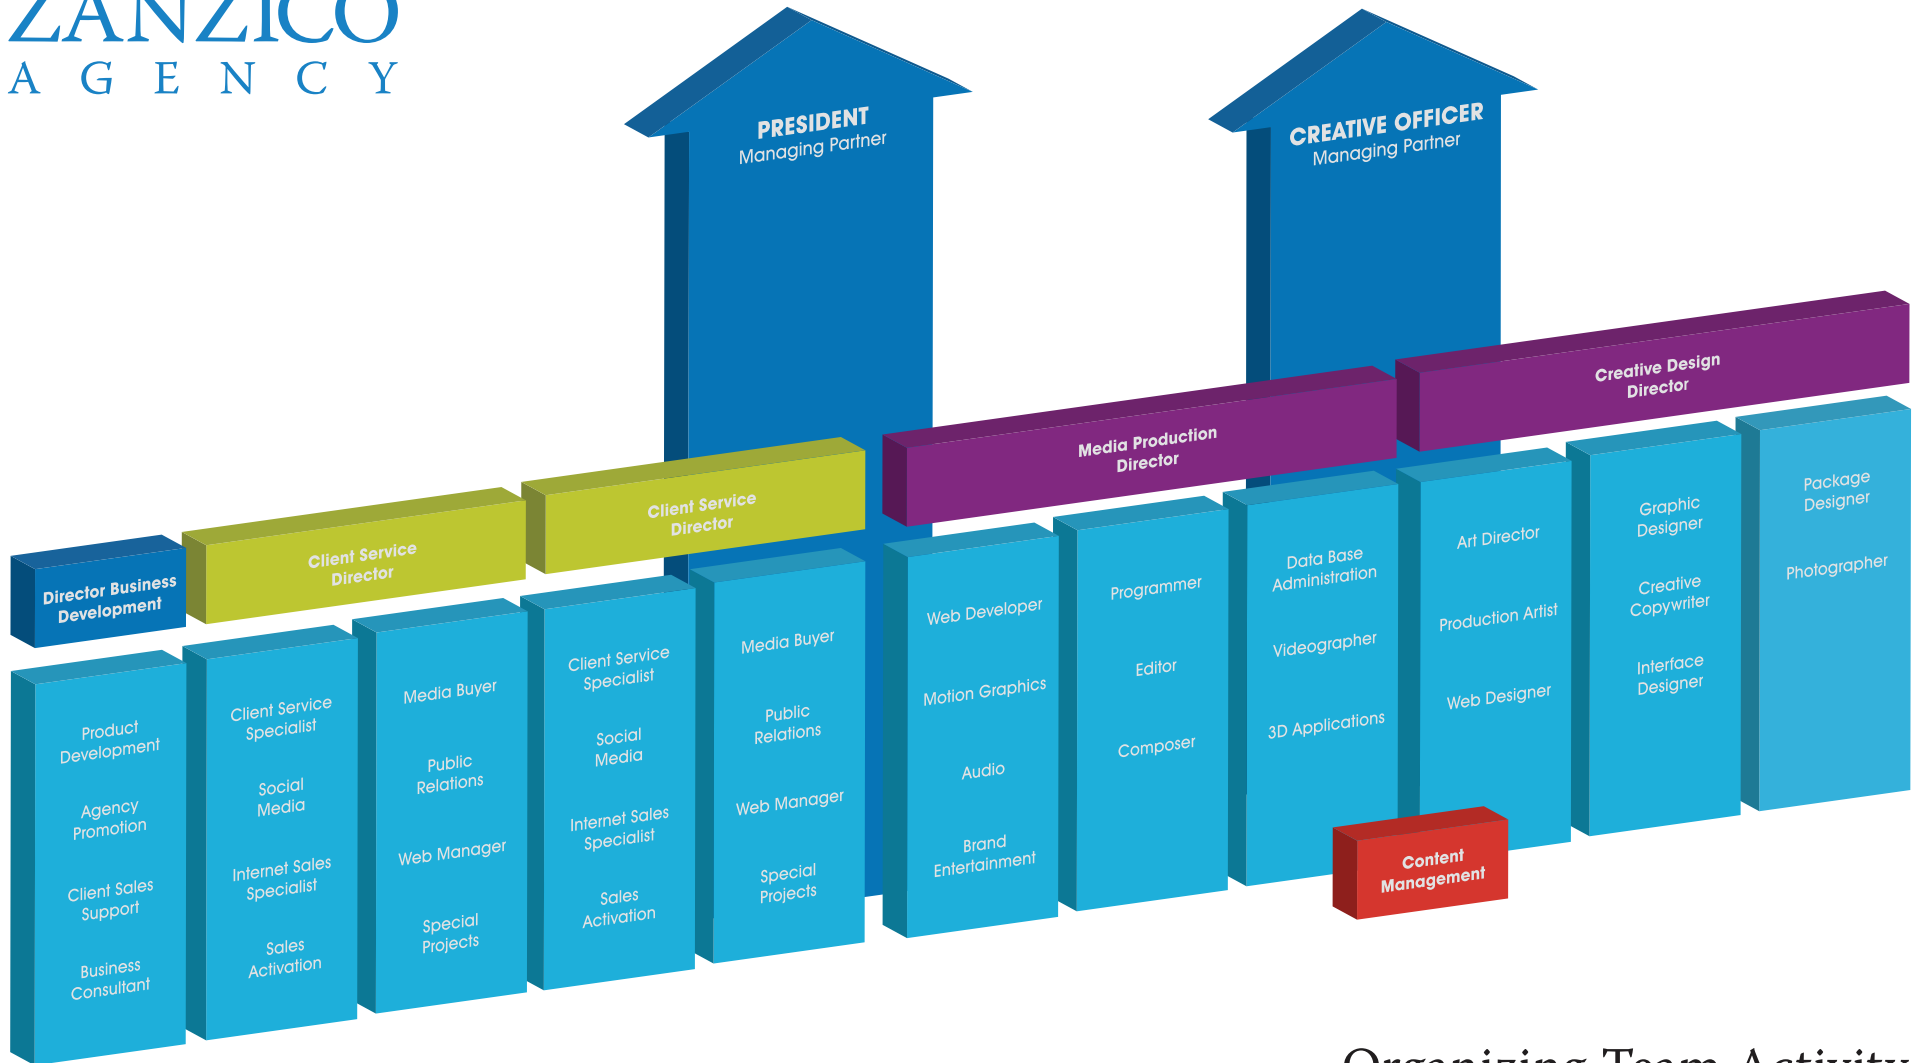 ZANZICO
AGENCY
PRESIDENT
Managing Partner
CREATIVE OFFICER
Managing Partner
Director Business
Development
Client Service
Director
Client Service
Director
Media Production
Director
Creative Design
Director
Product
Development
Agency
Promotion
Client Sales
Support
Business
Consultant
Client Service
Specialist
Social
Media
Internet Sales
Specialist
Sales
Activation
Media Buyer
Public
Relations
Web Manager
Special
Projects
Client Service
Specialist
Social
Media
Internet Sales
Specialist
Sales
Activation
Media Buyer
Public
Relations
Web Manager
Special
Projects
Web Developer
Motion Graphics
Audio
Brand
Entertainment
Programmer
Editor
Composer
Data Base
Administration
Videographer
3D Applications
Art Director
Production Artist
Web Designer
Graphic
Designer
Creative
Copywriter
Interface
Designer
Package
Designer
Photographer
Content
Management
Organizing Team Activity